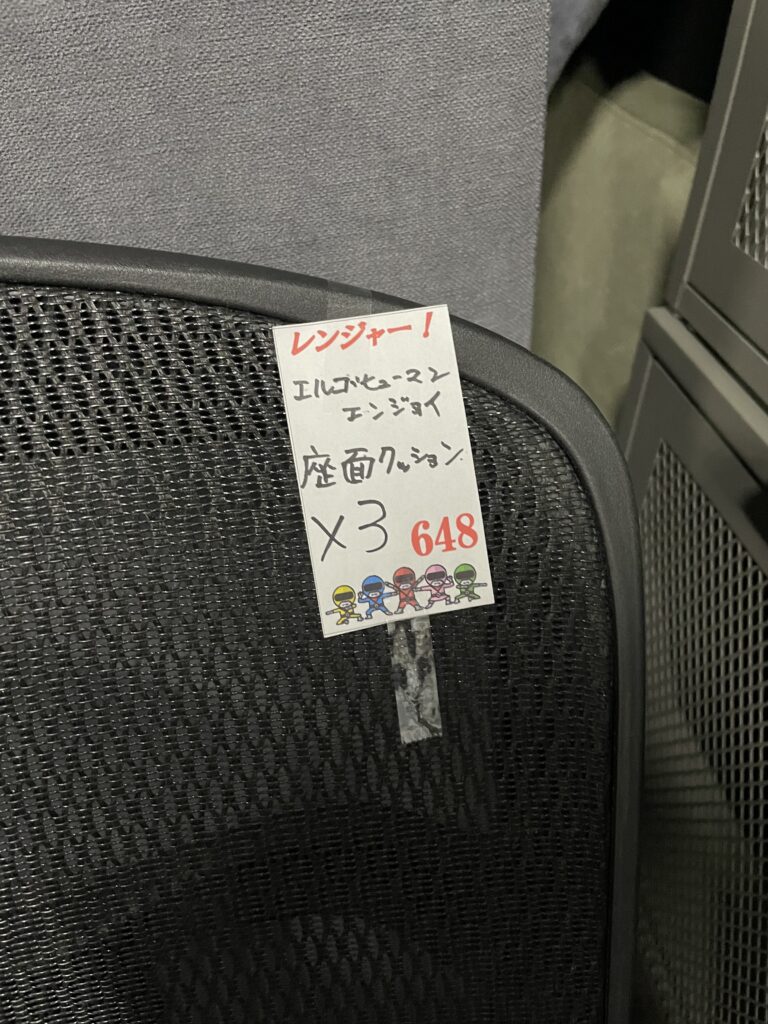 レンジャー!
エルゴヒューマン
エンジョイ
座面クッション
×3 648